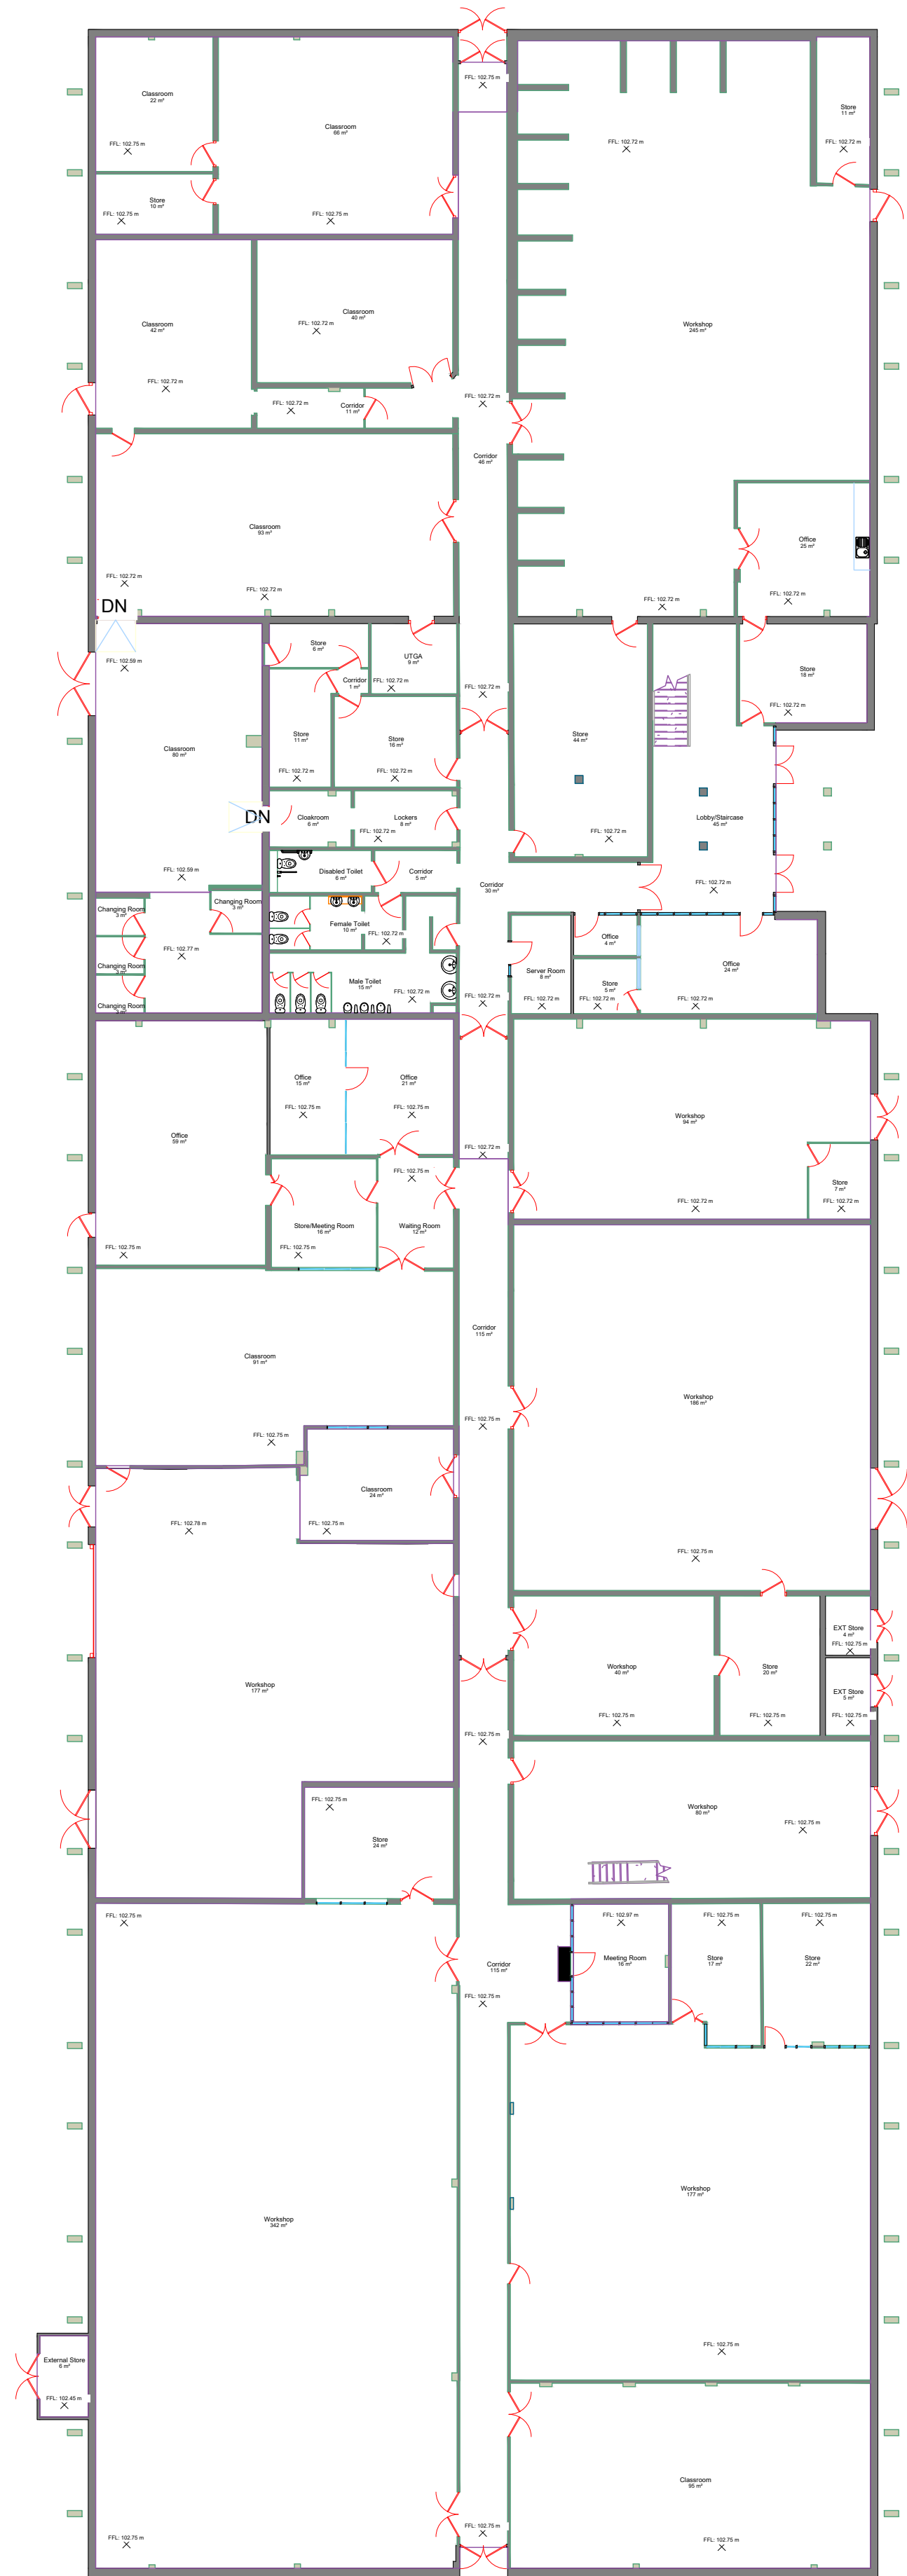 FFL: 102.75 m
Classroom
22 m²
FFL: 102.75 m
Classroom
66 m²
FFL: 102.75 m
Store
10 m²
FFL: 102.75 m
FFL: 102.72 m
Store
11 m²
FFL: 102.72 m
Workshop
245 m²
Classroom
42 m²
FFL: 102.72 m
Classroom
40 m²
FFL: 102.72 m
Corridor
11 m²
FFL: 102.72 m
FFL: 102.72 m
Corridor
46 m²
Classroom
93 m²
FFL: 102.72 m
FFL: 102.72 m
Office
25 m²
FFL: 102.72 m
FFL: 102.72 m
DN
FFL: 102.59 m
Store
6 m²
UTGA
9 m²
FFL: 102.72 m
Corridor
1 m²
FFL: 102.72 m
Store
18 m²
FFL: 102.72 m
Classroom
80 m²
Store
11 m²
FFL: 102.72 m
Store
16 m²
FFL: 102.72 m
Store
44 m²
FFL: 102.72 m
DN
Cloakroom
6 m²
Lockers
8 m²
FFL: 102.72 m
Lobby/Staircase
45 m²
FFL: 102.72 m
FFL: 102.59 m
Disabled Toilet
6 m²
Corridor
5 m²
Corridor
30 m²
Changing Room
3 m²
Changing Room
3 m²
FFL: 102.77 m
Female Toilet
10 m²
FFL: 102.72 m
Changing Room
3 m²
Changing Room
3 m²
Male Toilet
15 m²
FFL: 102.72 m
FFL: 102.72 m
Server Room
8 m²
FFL: 102.72 m
Office
4 m²
Store
5 m²
FFL: 102.72 m
Office
24 m²
FFL: 102.72 m
Office
59 m²
FFL: 102.75 m
Office
15 m²
FFL: 102.75 m
Office
21 m²
FFL: 102.75 m
FFL: 102.72 m
Workshop
94 m²
FFL: 102.72 m
Store
7 m²
FFL: 102.72 m
FFL: 102.75 m
Store/Meeting Room
16 m²
FFL: 102.75 m
Waiting Room
12 m²
Classroom
91 m²
FFL: 102.75 m
Corridor
115 m²
FFL: 102.75 m
Workshop
186 m²
FFL: 102.75 m
Classroom
24 m²
FFL: 102.75 m
FFL: 102.78 m
Workshop
177 m²
Workshop
40 m²
FFL: 102.75 m
Store
20 m²
FFL: 102.75 m
EXT Store
4 m²
FFL: 102.75 m
EXT Store
5 m²
FFL: 102.75 m
FFL: 102.75 m
FFL: 102.75 m
Store
24 m²
Workshop
80 m²
FFL: 102.75 m
FFL: 102.75 m
Corridor
115 m²
FFL: 102.75 m
FFL: 102.97 m
Meeting Room
16 m²
FFL: 102.75 m
Store
17 m²
FFL: 102.75 m
Store
22 m²
Workshop
342 m²
Workshop
177 m²
FFL: 102.75 m
External Store
6 m²
FFL: 102.45 m
Classroom
95 m²
FFL: 102.75 m
FFL: 102.75 m
FFL: 102.75 m